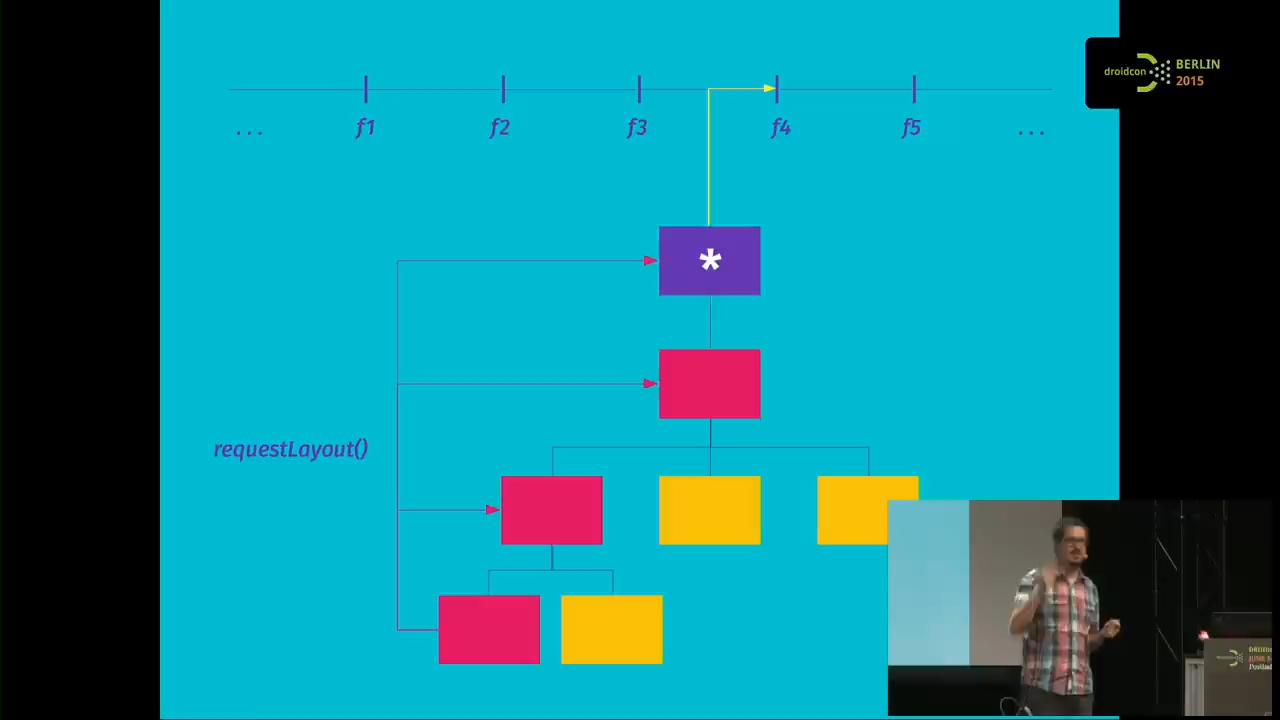 droidcon BERLIN
2015
... f1 f2 f3 f4 f5 ...
*
requestLayout()